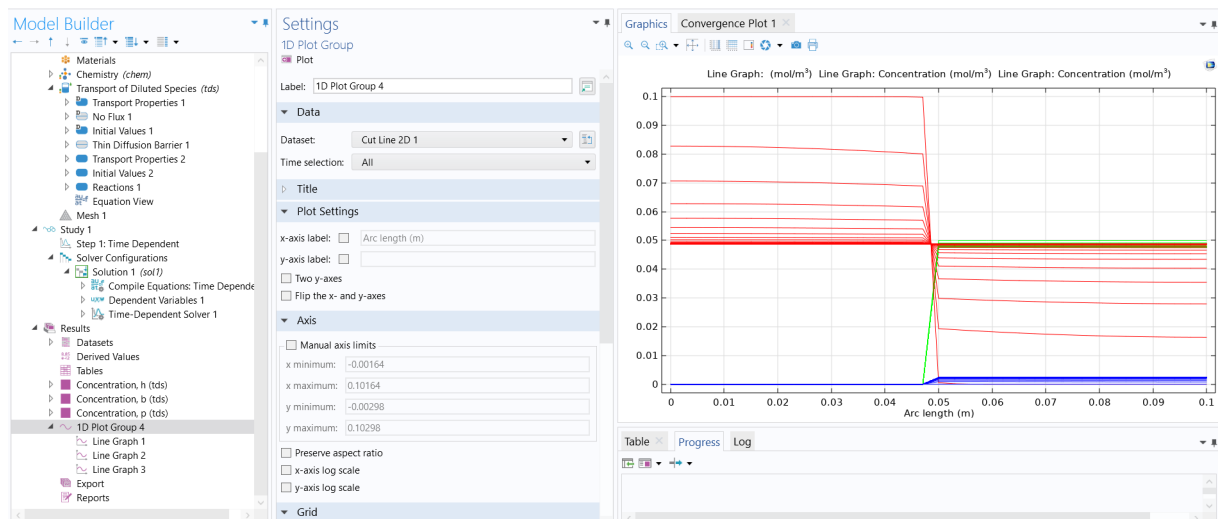 Model Builder
Materials
Chemistry (chem)
Transport of Diluted Species (tds)
Transport Properties 1
No Flux 1
Initial Values 1
Thin Diffusion Barrier 1
Transport Properties 2
Initial Values 2
Reactions 1
Equation View
Mesh 1
Study 1
Step 1: Time Dependent
Solver Configurations
Solution 1 (sol1)
Compile Equations: Time Depende
Dependent Variables 1
Time-Dependent Solver 1
Results
Datasets
Derived Values
Tables
Concentration, h (tds)
Concentration, b (tds)
Concentration, p (tds)
1D Plot Group 4
Line Graph 1
Line Graph 2
Line Graph 3
Export
Reports
Settings
1D Plot Group
Plot
Label: 1D Plot Group 4
Data
Dataset: Cut Line 2D 1
Time selection: All
Title
Plot Settings
x-axis label: Arc length (m)
y-axis label:
Two y-axes
Flip the x- and y-axes
Axis
Manual axis limits
x minimum: -0.00164
x maximum: 0.10164
y minimum: -0.00298
y maximum: 0.10298
Preserve aspect ratio
x-axis log scale
y-axis log scale
Grid
Graphics Convergence Plot 1
Line Graph: (mol/m³) Line Graph: Concentration (mol/m³) Line Graph: Concentration (mol/m³)
0.1
0.09
0.08
0.07
0.06
0.05
0.04
0.03
0.02
0.01
0
0 0.01 0.02 0.03 0.04 0.05 0.06 0.07 0.08 0.09 0.1
Arc length (m)
Table Progress Log